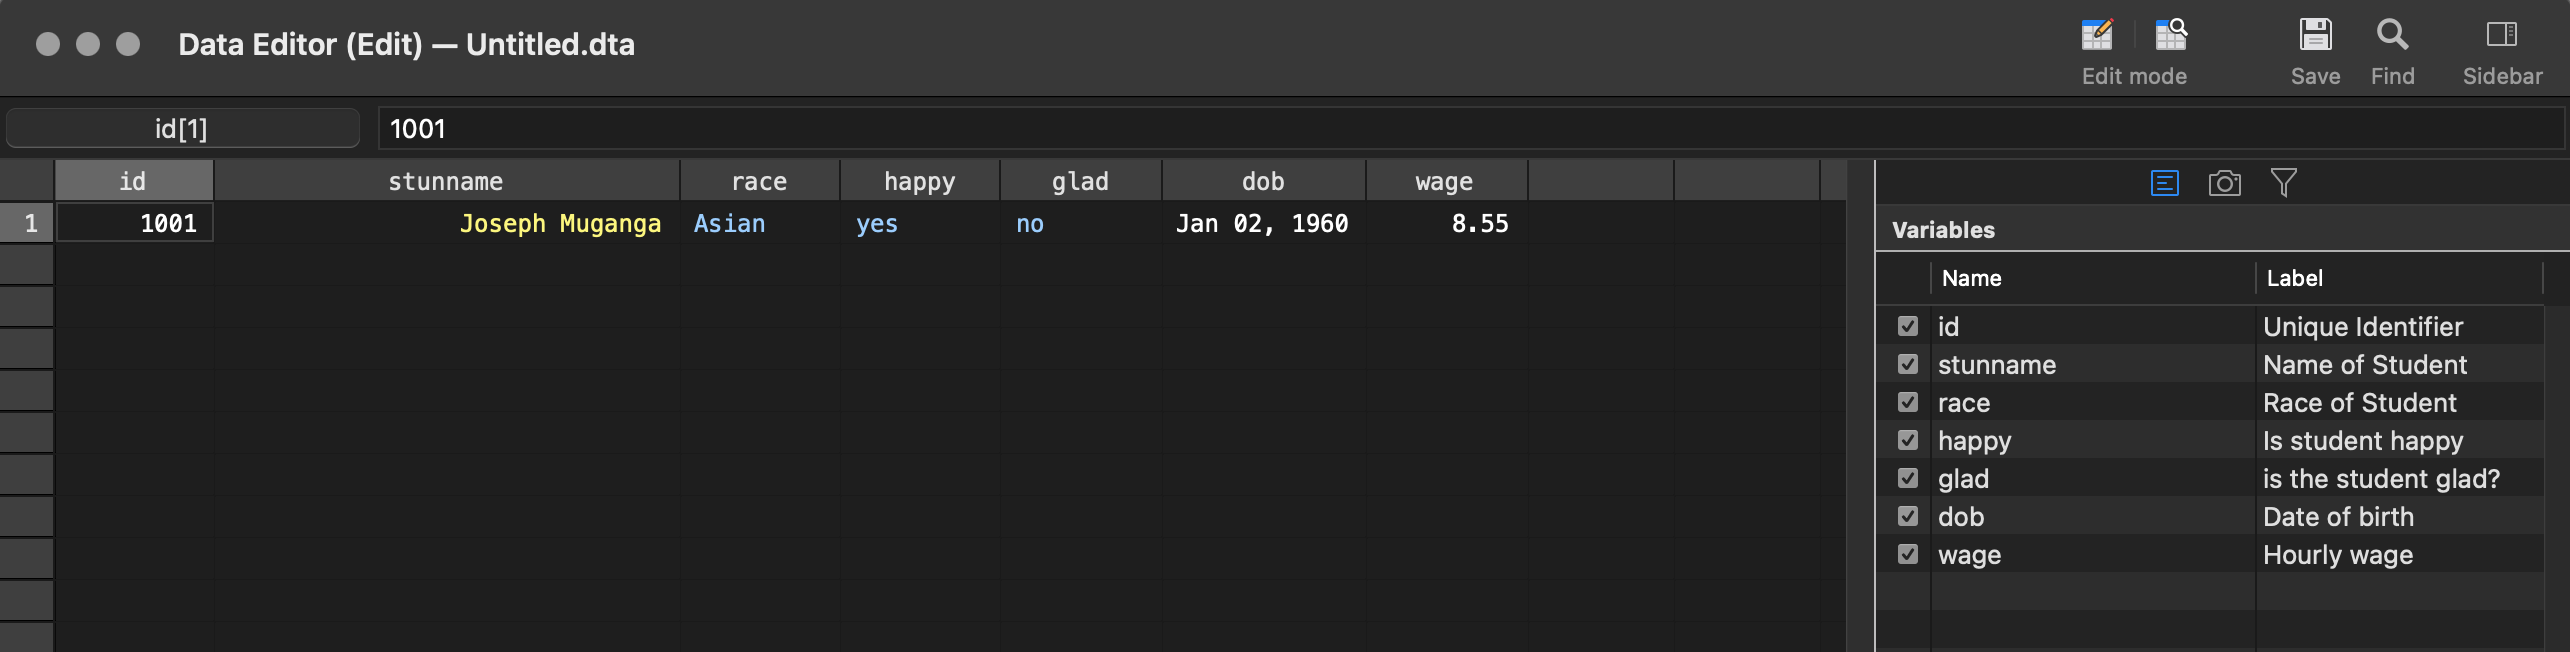 Data Editor (Edit) — Untitled.dta
Edit mode Save Find Sidebar
id[1] 1001
id stunname race happy glad dob wage
1 1001 Joseph Muganga Asian yes no Jan 02, 1960 8.55
Variables
Name Label
id Unique Identifier
stunname Name of Student
race Race of Student
happy Is student happy
glad is the student glad?
dob Date of birth
wage Hourly wage